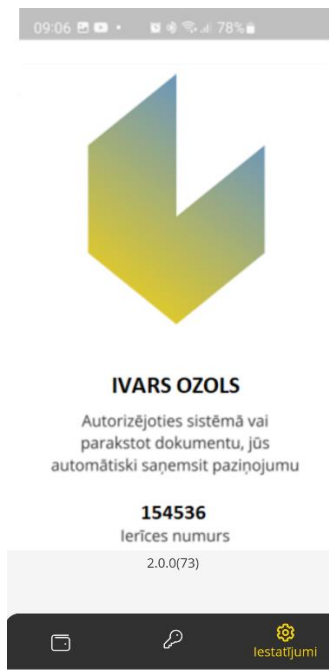 09:06 78%
IVARS OZOLS
Autorizējoties sistēmā vai
parakstot dokumentu, jūs
automātiski saņemsit paziņojumu
154536
Ierīces numurs
2.0.0(73)
Iestatījumi